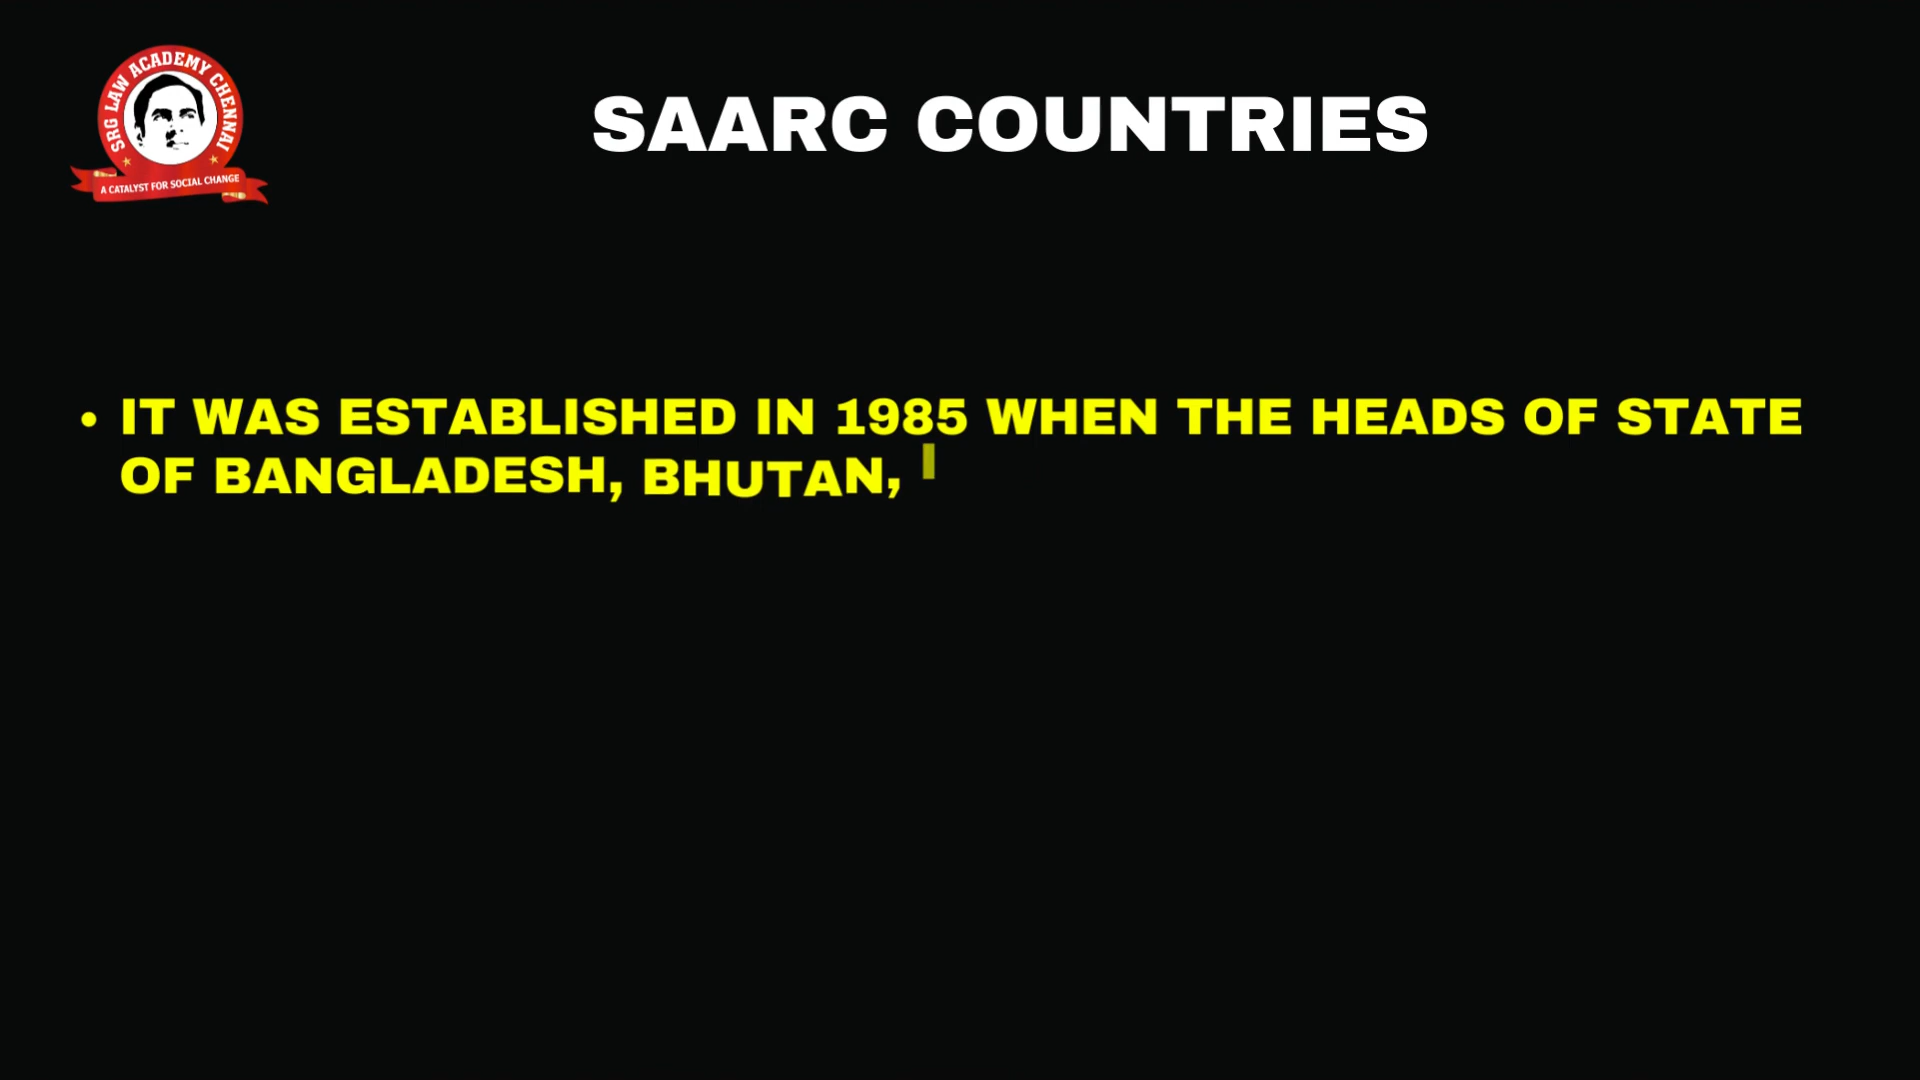 SRG LAW ACADEMY CHENNAI
A CATALYST FOR SOCIAL CHANGE
SAARC COUNTRIES
• IT WAS ESTABLISHED IN 1985 WHEN THE HEADS OF STATE
OF BANGLADESH, BHUTAN,